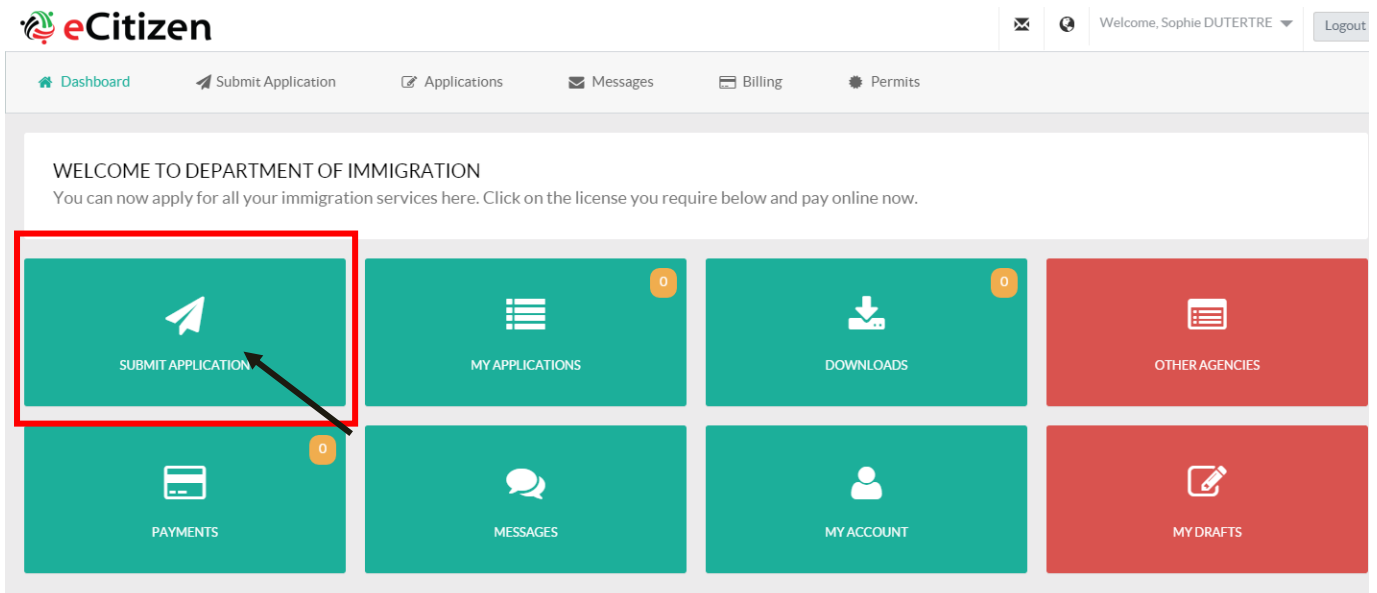 eCitizen
Welcome, Sophie DUTERTRE
Logout
Dashboard
Submit Application
Applications
Messages
Billing
Permits
WELCOME TO DEPARTMENT OF IMMIGRATION
You can now apply for all your immigration services here. Click on the license you require below and pay online now.
SUBMIT APPLICATION
0
MY APPLICATIONS
0
DOWNLOADS
OTHER AGENCIES
0
PAYMENTS
MESSAGES
MY ACCOUNT
MY DRAFTS